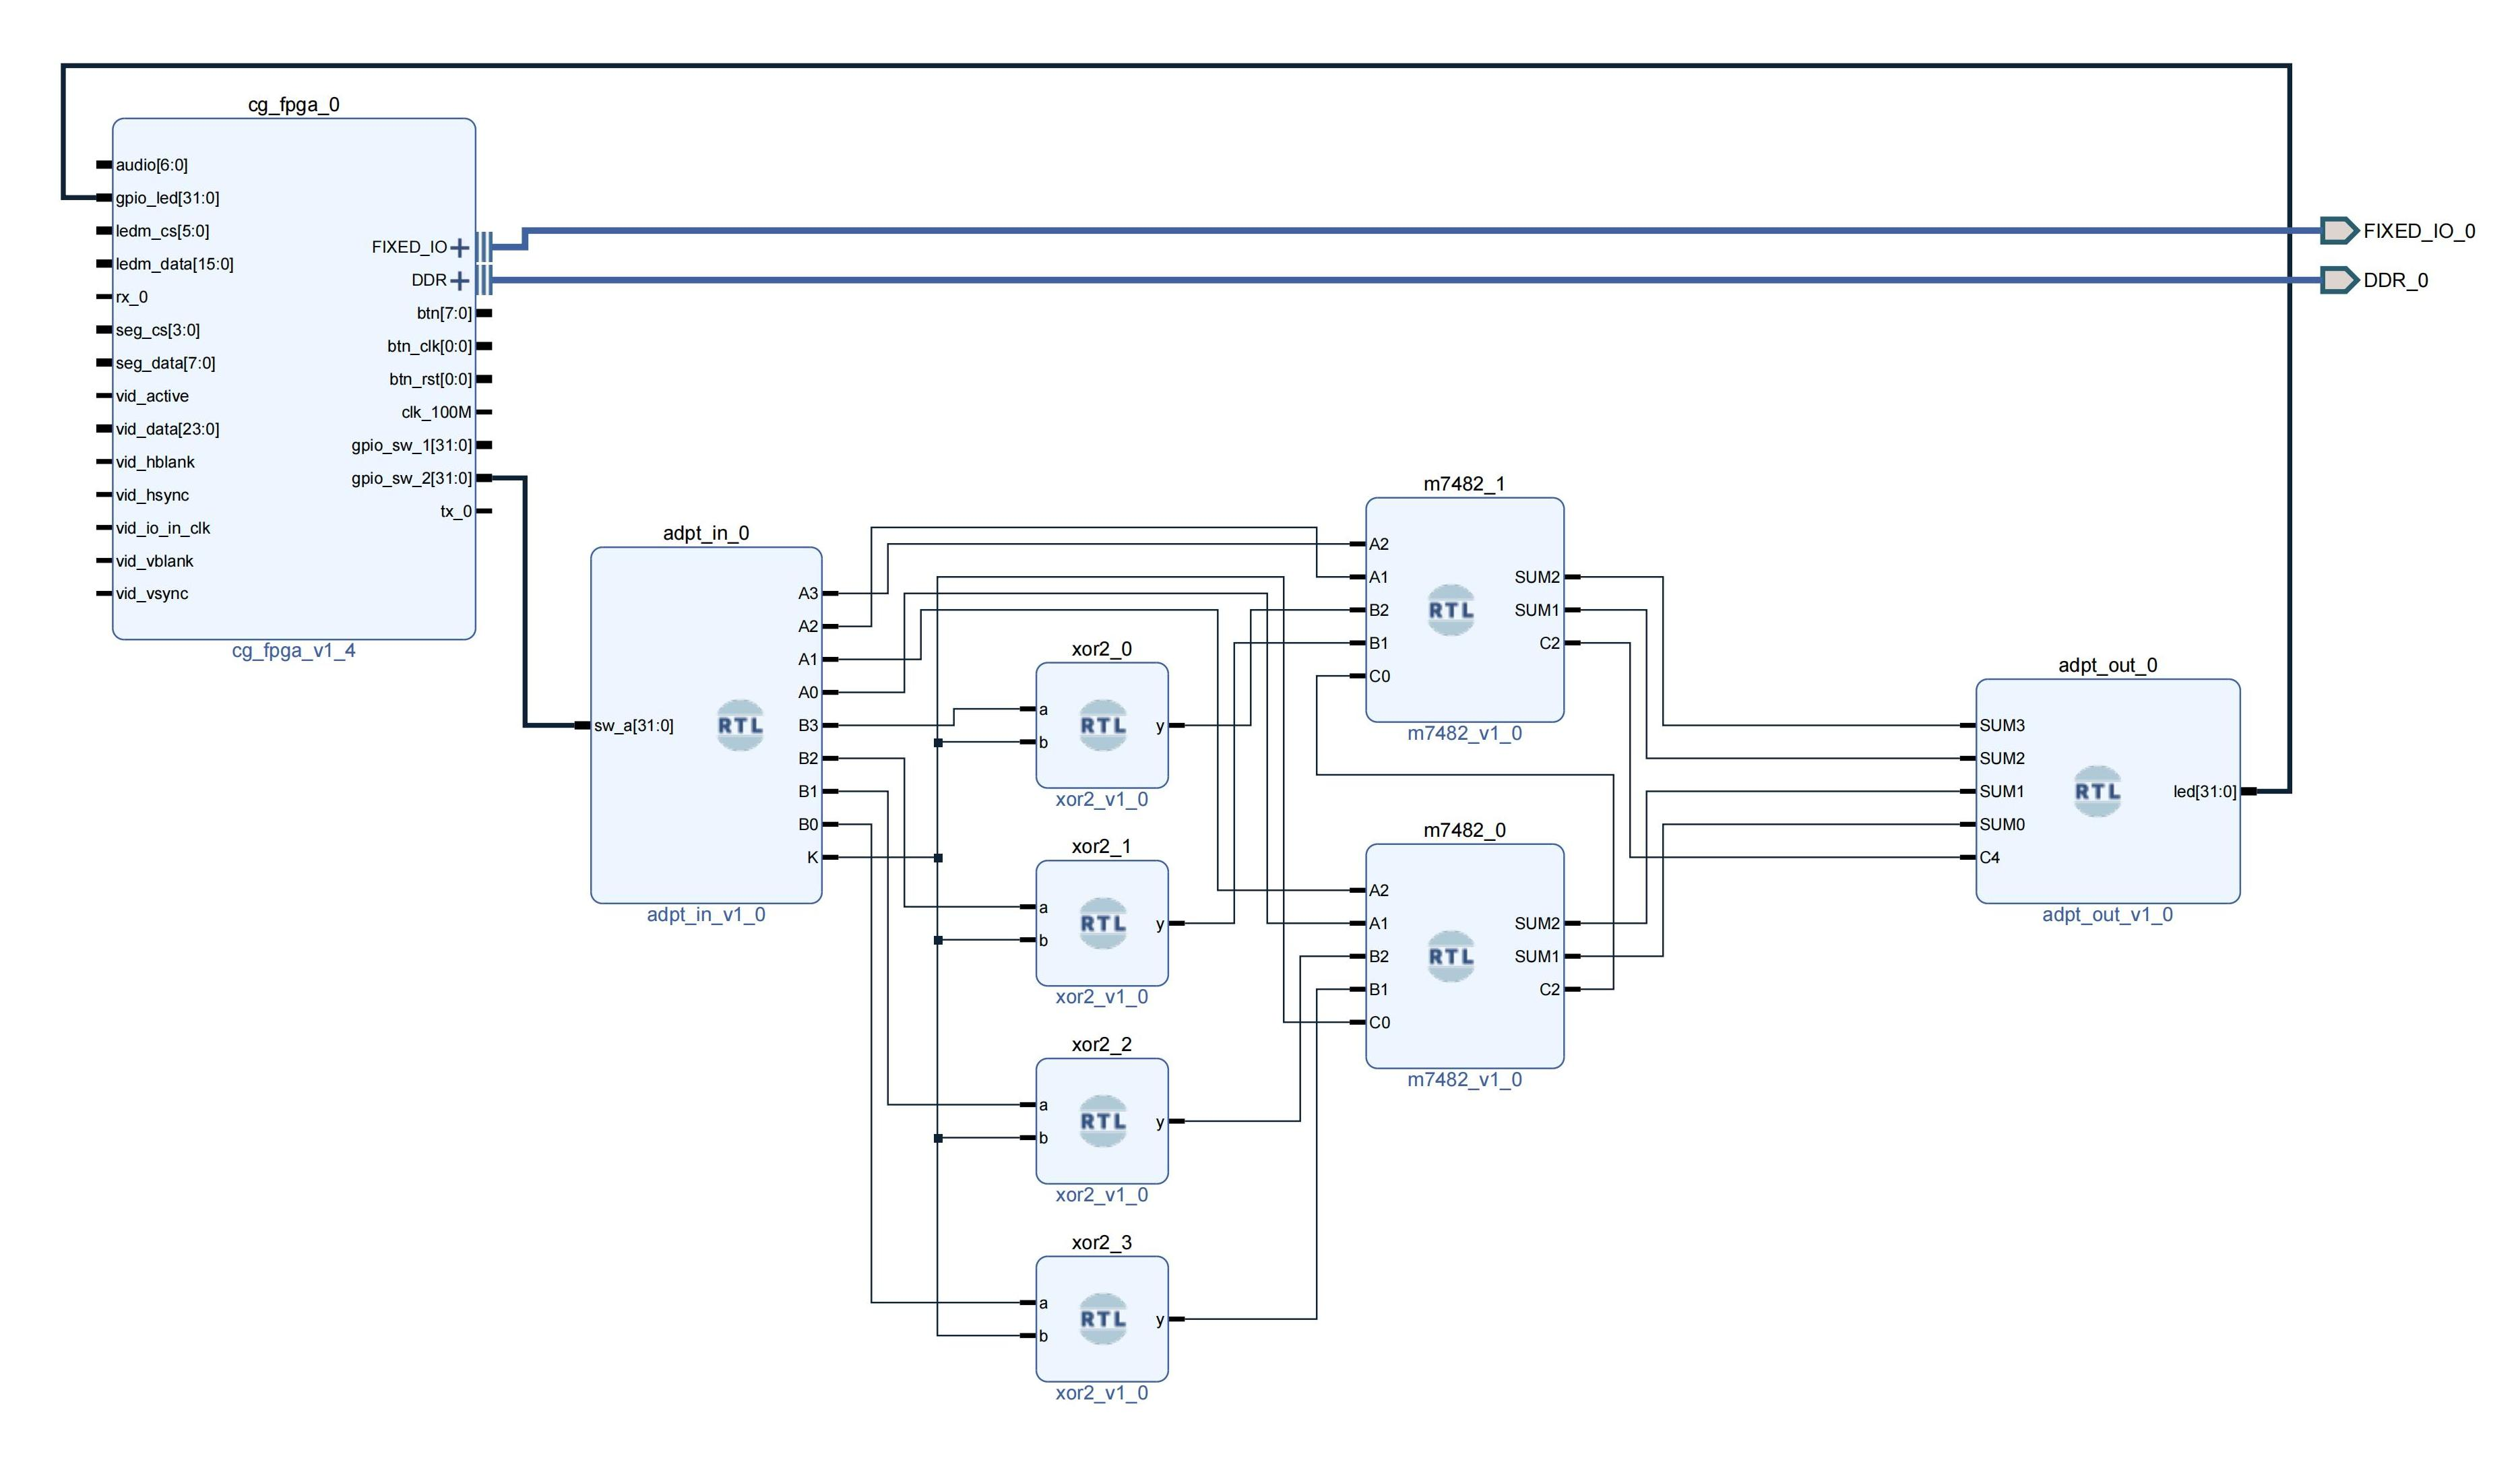 cg_fpga_0
audio[6:0]
gpio_led[31:0]
ledm_cs[5:0]
ledm_data[15:0]
rx_0
seg_cs[3:0]
seg_data[7:0]
vid_active
vid_data[23:0]
vid_hblank
vid_hsync
vid_io_in_clk
vid_vblank
vid_vsync
FIXED_IO
DDR
btn[7:0]
btn_clk[0:0]
btn_rst[0:0]
clk_100M
gpio_sw_1[31:0]
gpio_sw_2[31:0]
tx_0
cg_fpga_v1_4
FIXED_IO_0
DDR_0
adpt_in_0
sw_a[31:0]
RTL
A3
A2
A1
A0
B3
B2
B1
B0
K
adpt_in_v1_0
xor2_0
a
b
RTL
y
xor2_v1_0
xor2_1
a
b
RTL
y
xor2_v1_0
xor2_2
a
b
RTL
y
xor2_v1_0
xor2_3
a
b
RTL
y
xor2_v1_0
m7482_1
A2
A1
B2
B1
C0
RTL
SUM2
SUM1
C2
m7482_v1_0
m7482_0
A2
A1
B2
B1
C0
RTL
SUM2
SUM1
C2
m7482_v1_0
adpt_out_0
SUM3
SUM2
SUM1
SUM0
C4
RTL
led[31:0]
adpt_out_v1_0